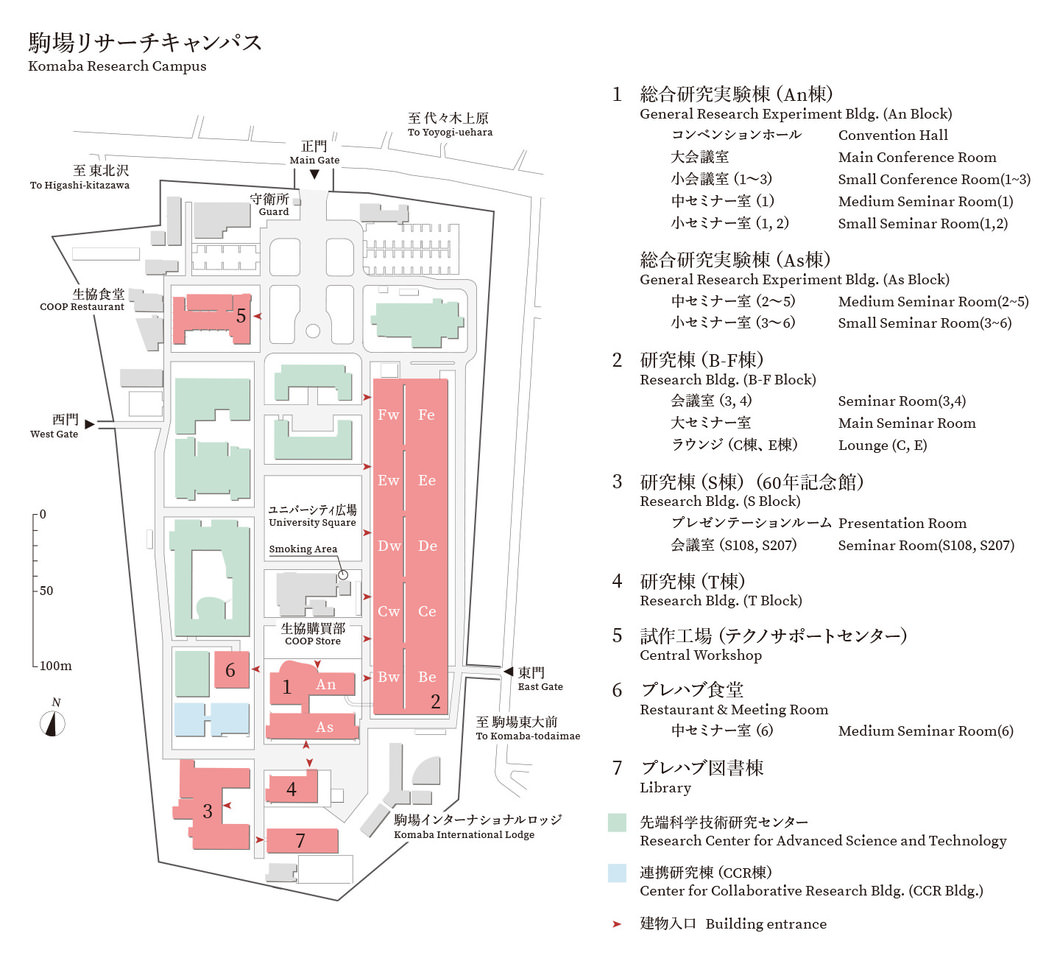 駒場リサーチキャンパス
Komaba Research Campus
至 代々木上原
To Yoyogi-uehara
正門
Main Gate
至 東北沢
To Higashi-kitazawa
守衛所
Guard
生協食堂
COOP Restaurant
5
西門
West Gate
Fw Fe
Ew Ee
ユニバーシティ広場
University Square
Dw De
Smoking Area
Cw Ce
生協購買部
COOP Store
0
50
100m
N
6
1 An
As
Bw Be
2
東門
East Gate
至 駒場東大前
To Komaba-todaimae
4
3
7
駒場インターナショナルロッジ
Komaba International Lodge
1 総合研究実験棟（An棟）
General Research Experiment Bldg. (An Block)
コンベンションホール Convention Hall
大会議室 Main Conference Room
小会議室（1〜3） Small Conference Room(1~3)
中セミナー室（1） Medium Seminar Room(1)
小セミナー室（1, 2） Small Seminar Room(1,2)
総合研究実験棟（As棟）
General Research Experiment Bldg. (As Block)
中セミナー室（2〜5） Medium Seminar Room(2~5)
小セミナー室（3〜6） Small Seminar Room(3~6)
2 研究棟（B-F棟）
Research Bldg. (B-F Block)
会議室（3, 4） Seminar Room(3,4)
大セミナー室 Main Seminar Room
ラウンジ（C棟、E棟） Lounge (C, E)
3 研究棟（S棟）（60年記念館）
Research Bldg. (S Block)
プレゼンテーションルーム Presentation Room
会議室（S108, S207） Seminar Room(S108, S207)
4 研究棟（T棟）
Research Bldg. (T Block)
5 試作工場（テクノサポートセンター）
Central Workshop
6 プレハブ食堂
Restaurant & Meeting Room
中セミナー室（6） Medium Seminar Room(6)
7 プレハブ図書棟
Library
先端科学技術研究センター
Research Center for Advanced Science and Technology
連携研究棟（CCR棟）
Center for Collaborative Research Bldg. (CCR Bldg.)
建物入口 Building entrance